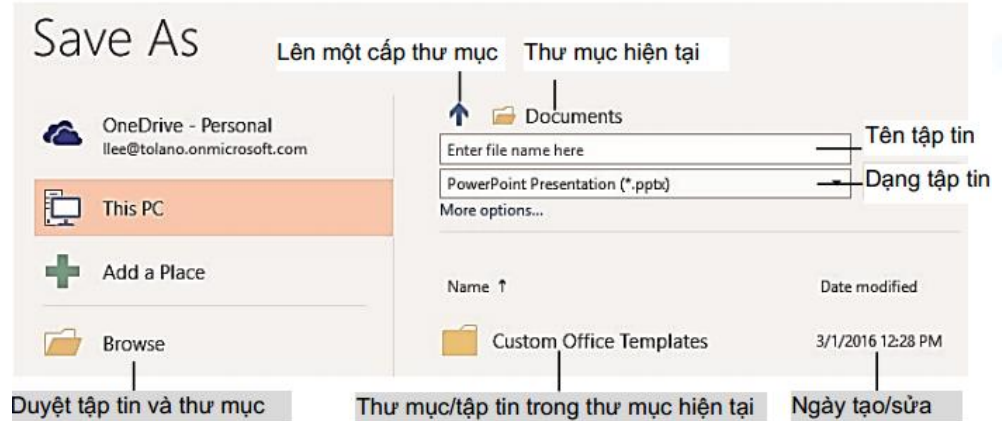 Save As
Lên một cấp thư mục
Thư mục hiện tại
OneDrive - Personal
llee@tolano.onmicrosoft.com
Documents
Enter file name here
Tên tập tin
PowerPoint Presentation (*.pptx)
Dạng tập tin
This PC
More options...
Add a Place
Name ↑
Date modified
Browse
Custom Office Templates
3/1/2016 12:28 PM
Duyệt tập tin và thư mục
Thư mục/tập tin trong thư mục hiện tại
Ngày tạo/sửa